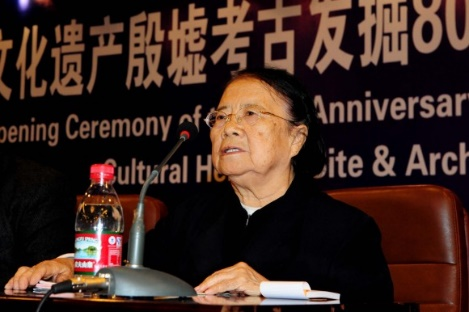 文化遗产殷墟考古发掘80
pening Ceremony of Anniversary
Cultural He ite & Arch